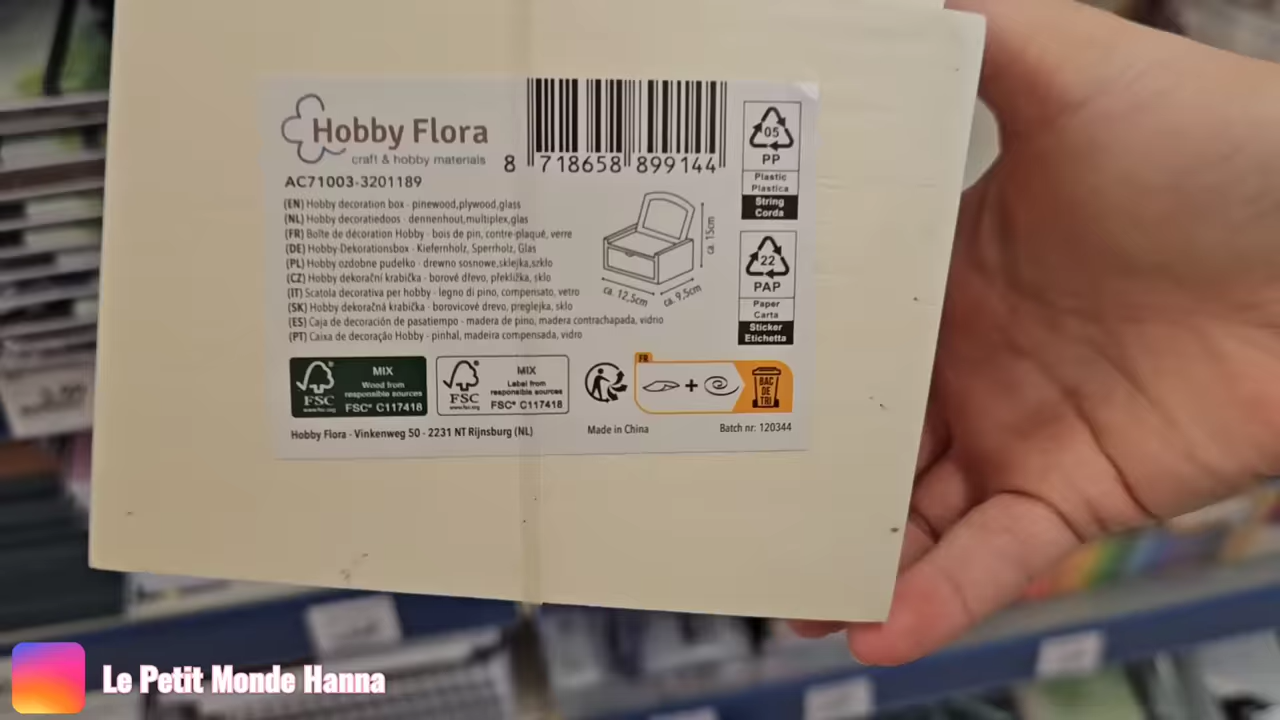 Hobby Flora
craft & hobby materials
8 718658 899144
AC71003-3201189
(EN) Hobby decoration box - pinewood,plywood,glass
(NL) Hobby decoratiedoos - dennenhout,multiplex,glas
(FR) Boîte de décoration Hobby - bois de pin, contre-plaqué, verre
(DE) Hobby-Dekorationsbox - Kiefernholz, Sperrholz, Glas
(PL) Hobby ozdobne pudełko - drewno sosnowe,sklejka,szkło
(CZ) Hobby dekorační krabička - borové dřevo, překližka, sklo
(IT) Scatola decorativa per hobby - legno di pino, compensato, vetro
(SK) Hobby dekoračná krabička - borovicové drevo, preglejka, sklo
(ES) Caja de decoración de pasatiempo - madera de pino, madera contrachapada, vidrio
(PT) Caixa de decoração Hobby - pinhal, madeira compensada, vidro
ca. 15cm
ca. 12,5cm
ca. 9,5cm
05
PP
Plastic
Plastica
String
Corda
22
PAP
Paper
Carta
Sticker
Etichetta
FSC
www.fsc.org
MIX
Wood from
responsible sources
FSC® C117418
FSC
www.fsc.org
MIX
Label from
responsible sources
FSC® C117418
FR
+
BAC
DE
TRI
Hobby Flora - Vinkenweg 50 - 2231 NT Rijnsburg (NL)
Made in China
Batch nr: 120344
Le Petit Monde Hanna